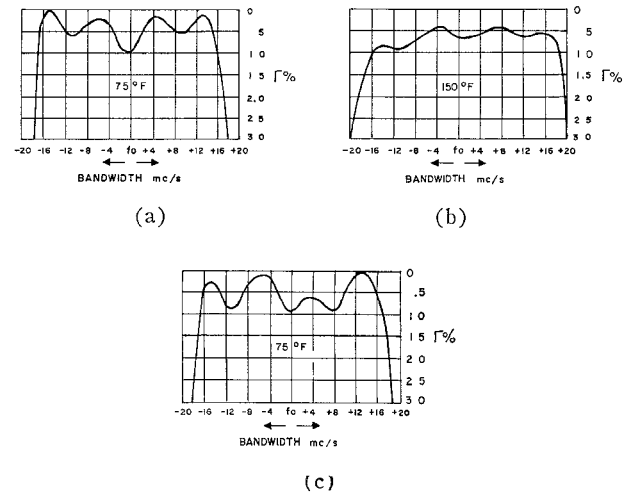 0
.5
1 0
1.5
2.0
2.5
3 0
Γ%
75 °F
-20 -16 -12 -8 -4 fo +4 +8 +12 +16 +20
BANDWIDTH mc/s
(a)
0
.5
1 0
1.5
2.0
2.5
3 0
Γ%
150 °F
-20 -16 -12 -8 -4 fo +4 +8 +12 +16 +20
BANDWIDTH mc/s
(b)
0
.5
1 0
1 5
2 0
2 5
3 0
Γ%
75 °F
-20 -16 -12 -8 -4 fo +4 +8 +12 +16 +20
BANDWIDTH mc/s
(c)